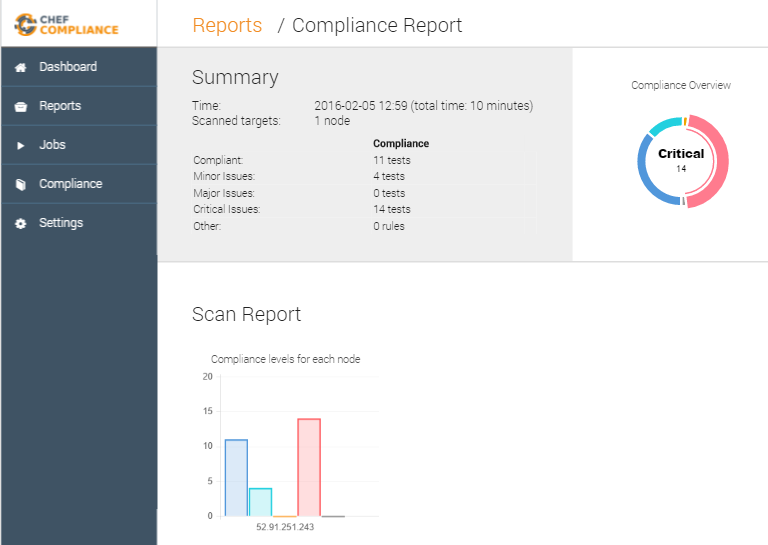 CHEF
COMPLIANCE
Dashboard
Reports
Jobs
Compliance
Settings
Reports / Compliance Report
Summary
Time: 2016-02-05 12:59 (total time: 10 minutes)
Scanned targets: 1 node
Compliance
Compliant: 11 tests
Minor Issues: 4 tests
Major Issues: 0 tests
Critical Issues: 14 tests
Other: 0 rules
Compliance Overview
Critical
14
Scan Report
Compliance levels for each node
20
15
10
5
0
52.91.251.243